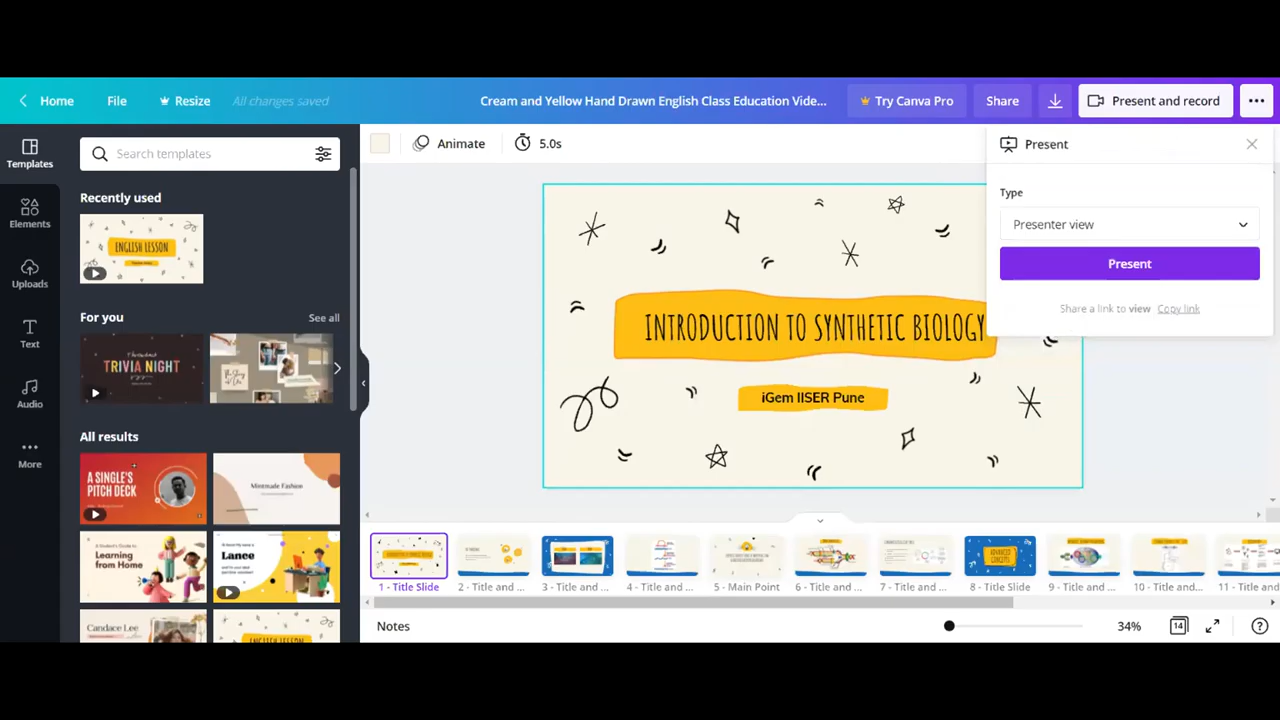 Home
File
Resize
All changes saved
Cream and Yellow Hand Drawn English Class Education Vide...
Try Canva Pro
Share
Present and record
Templates
Elements
Uploads
Text
Audio
More
Search templates
Recently used
ENGLISH LESSON
For you
See all
TRIVIA NIGHT
All results
A SINGLE'S
PITCH DECK
Mintmade Fashion
Learning
from Home
Lanee
Candace Lee
ENGLISH LESSON
Animate
5.0s
Present
Type
Presenter view
Present
Share a link to view Copy link
INTRODUCTION TO SYNTHETIC BIOLOGY
iGem IISER Pune
1 - Title Slide
2 - Title and ...
3 - Title and ...
4 - Title and ...
5 - Main Point
6 - Title and ...
7 - Title and ...
ADVANCED
CONCEPTS
8 - Title Slide
9 - Title and ...
10 - Title and ...
11 - Title and
Notes
34%
14